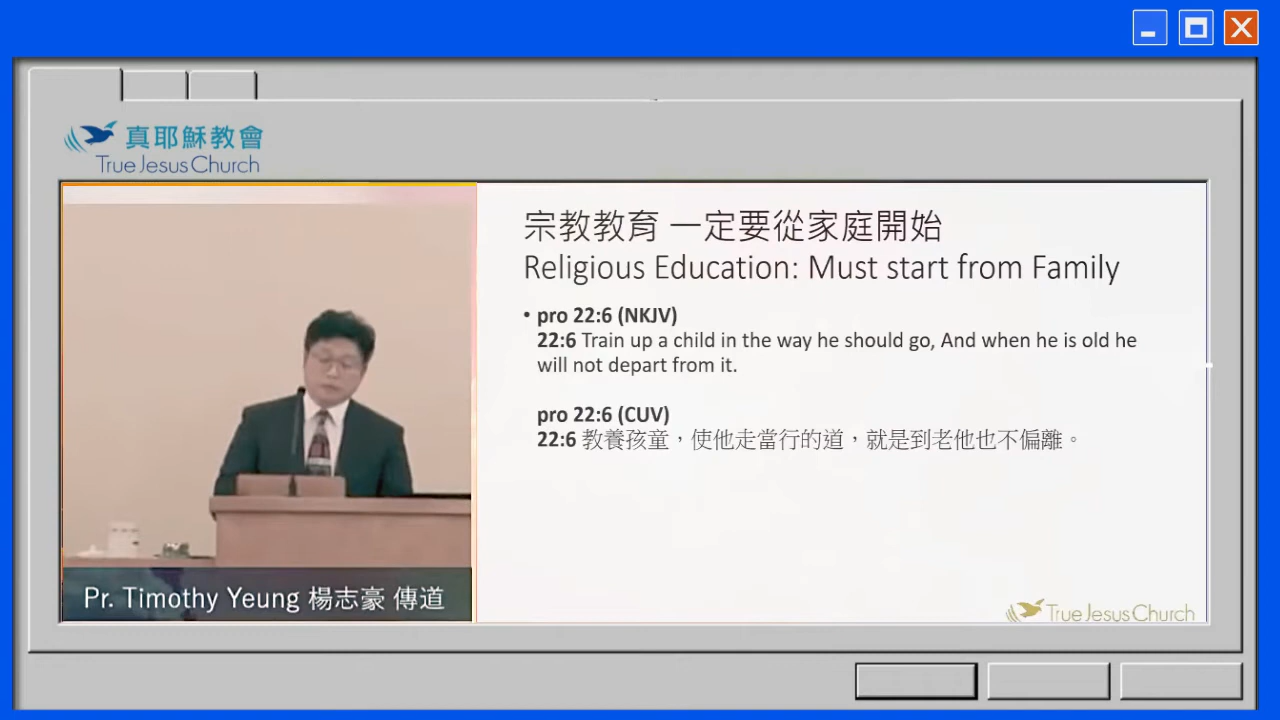 真耶穌教會
True Jesus Church
宗教教育 一定要從家庭開始
Religious Education: Must start from Family
• pro 22:6 (NKJV)
22:6 Train up a child in the way he should go, And when he is old he
will not depart from it.
pro 22:6 (CUV)
22:6 教養孩童，使他走當行的道，就是到老他也不偏離。
Pr. Timothy Yeung 楊志豪 傳道
True Jesus Church